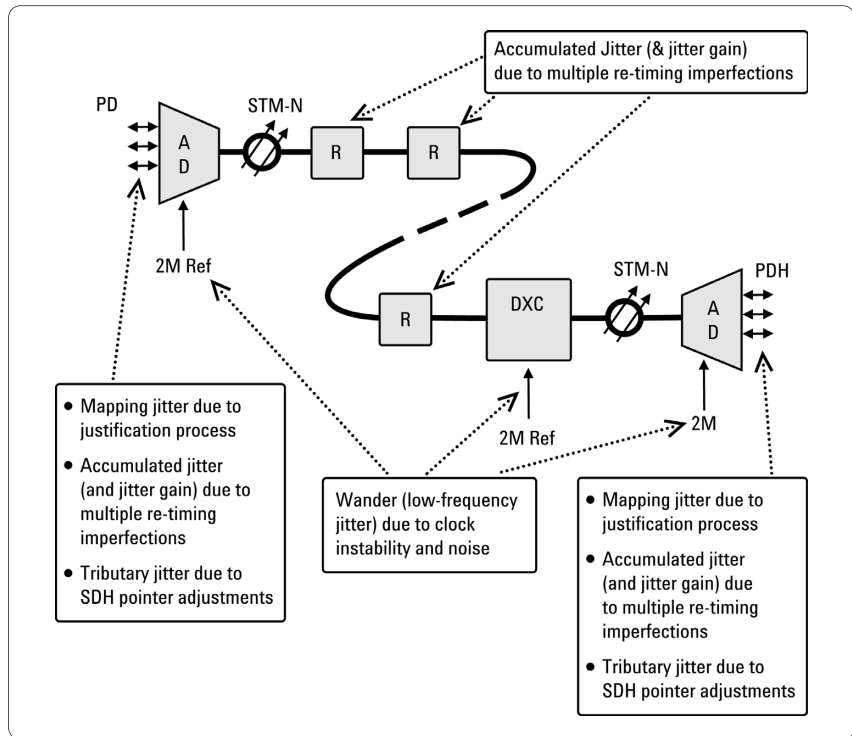 Accumulated Jitter (& jitter gain)
due to multiple re-timing imperfections
PD
STM-N
A
D
R
R
2M Ref
STM-N
PDH
R
DXC
A
D
2M Ref
2M
● Mapping jitter due to
justification process
● Accumulated jitter
(and jitter gain) due to
multiple re-timing
imperfections
● Tributary jitter due to
SDH pointer adjustments
Wander (low-frequency
jitter) due to clock
instability and noise
● Mapping jitter due to
justification process
● Accumulated jitter
(and jitter gain) due
to multiple re-timing
imperfections
● Tributary jitter due to
SDH pointer adjustments